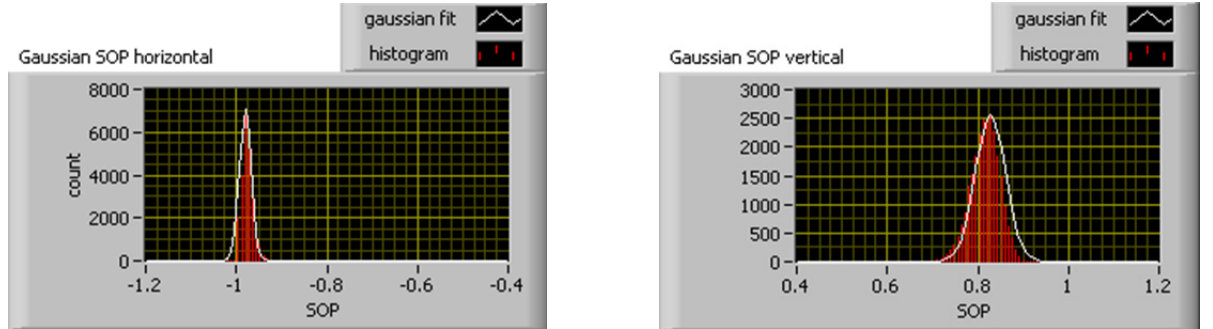 gaussian fit
Gaussian SOP horizontal
histogram
8000
6000
4000
2000
0
count
-1.2
-1
-0.8
-0.6
-0.4
SOP
gaussian fit
Gaussian SOP vertical
histogram
3000
2500
2000
1500
1000
500
0
0.4
0.6
0.8
1
1.2
SOP